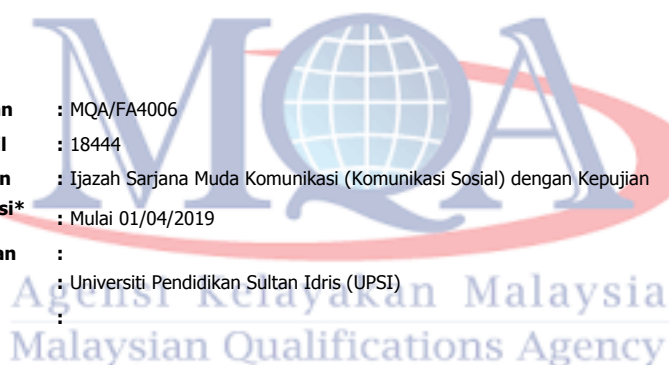 MQA
an : MQA/FA4006
l : 18444
n : Ijazah Sarjana Muda Komunikasi (Komunikasi Sosial) dengan Kepujian
si* : Mulai 01/04/2019
an :
: Universiti Pendidikan Sultan Idris (UPSI)
:
Agensi Kelayakan Malaysia
Malaysian Qualifications Agency